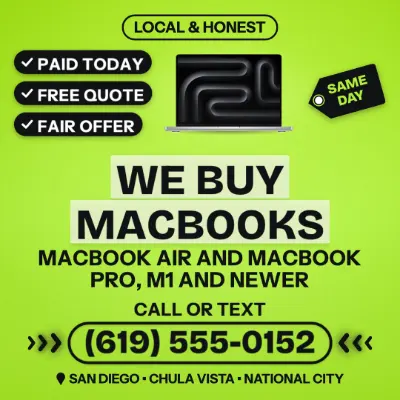 LOCAL & HONEST
PAID TODAY
FREE QUOTE
FAIR OFFER
SAME
DAY
WE BUY
MACBOOKS
MACBOOK AIR AND MACBOOK
PRO, M1 AND NEWER
CALL OR TEXT
(619) 555-0152
SAN DIEGO • CHULA VISTA • NATIONAL CITY